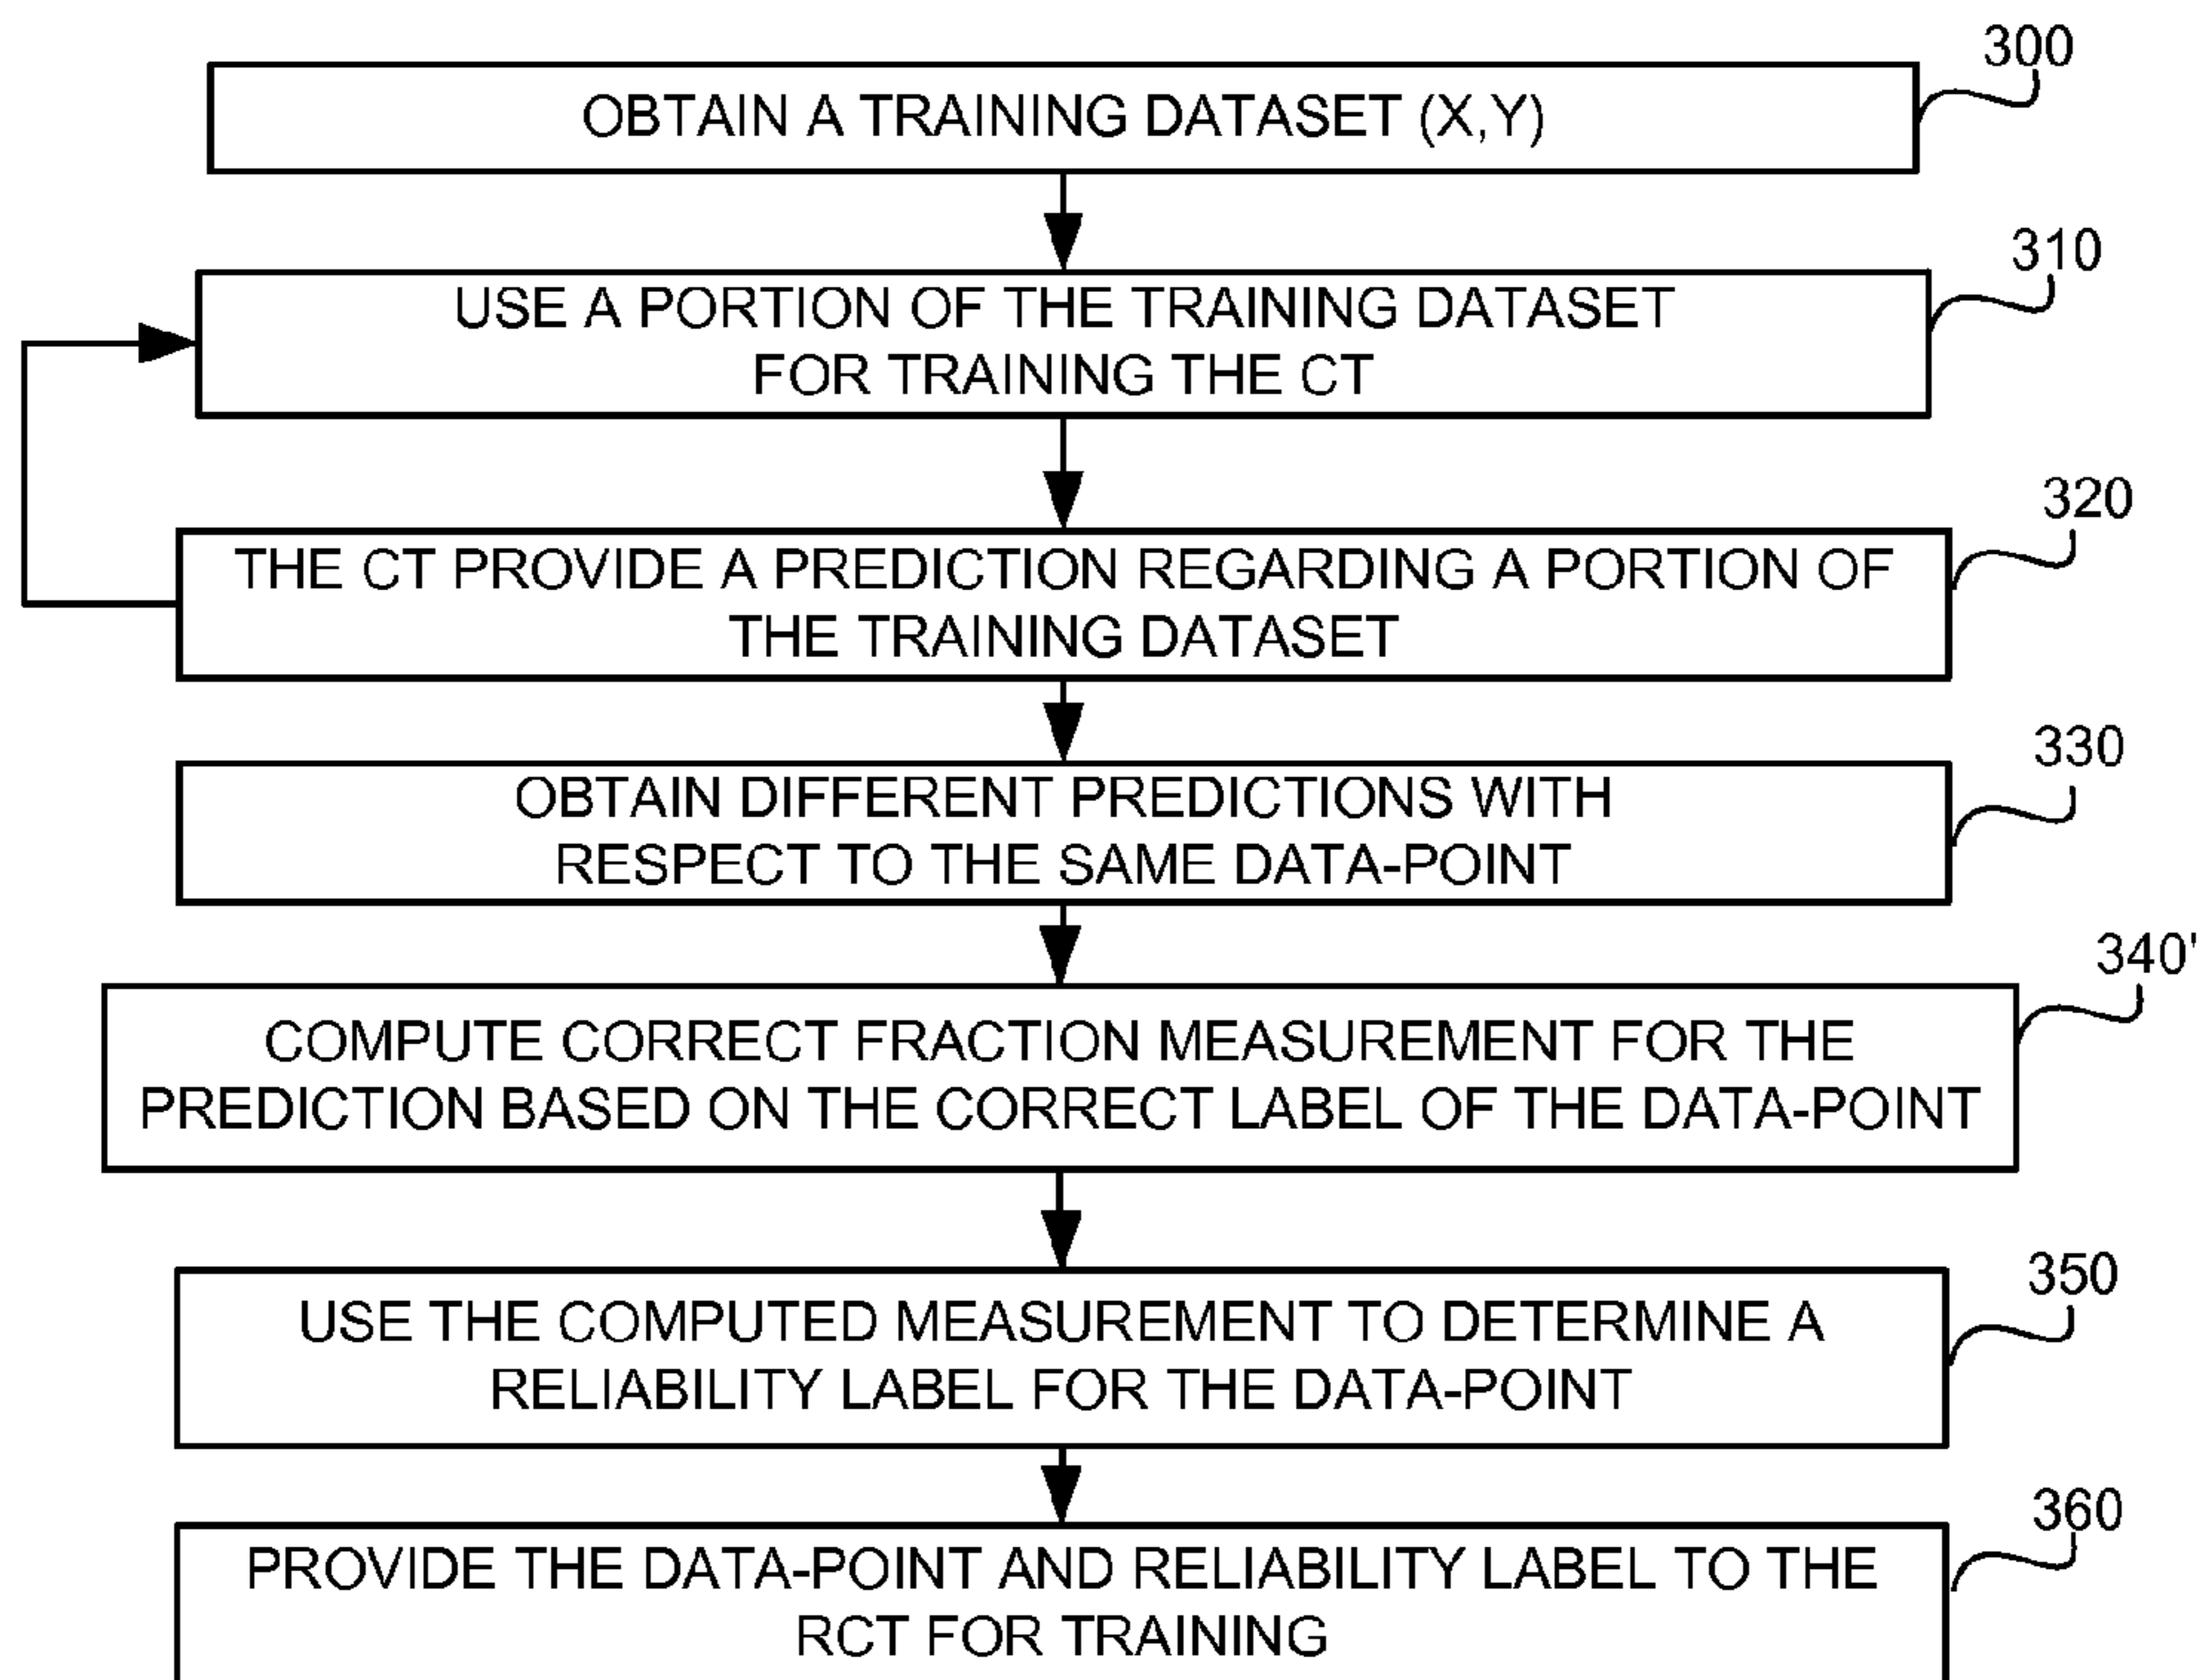 300
OBTAIN A TRAINING DATASET (X,Y)
310
USE A PORTION OF THE TRAINING DATASET
FOR TRAINING THE CT
320
THE CT PROVIDE A PREDICTION REGARDING A PORTION OF
THE TRAINING DATASET
330
OBTAIN DIFFERENT PREDICTIONS WITH
RESPECT TO THE SAME DATA-POINT
340'
COMPUTE CORRECT FRACTION MEASUREMENT FOR THE
PREDICTION BASED ON THE CORRECT LABEL OF THE DATA-POINT
350
USE THE COMPUTED MEASUREMENT TO DETERMINE A
RELIABILITY LABEL FOR THE DATA-POINT
360
PROVIDE THE DATA-POINT AND RELIABILITY LABEL TO THE
RCT FOR TRAINING